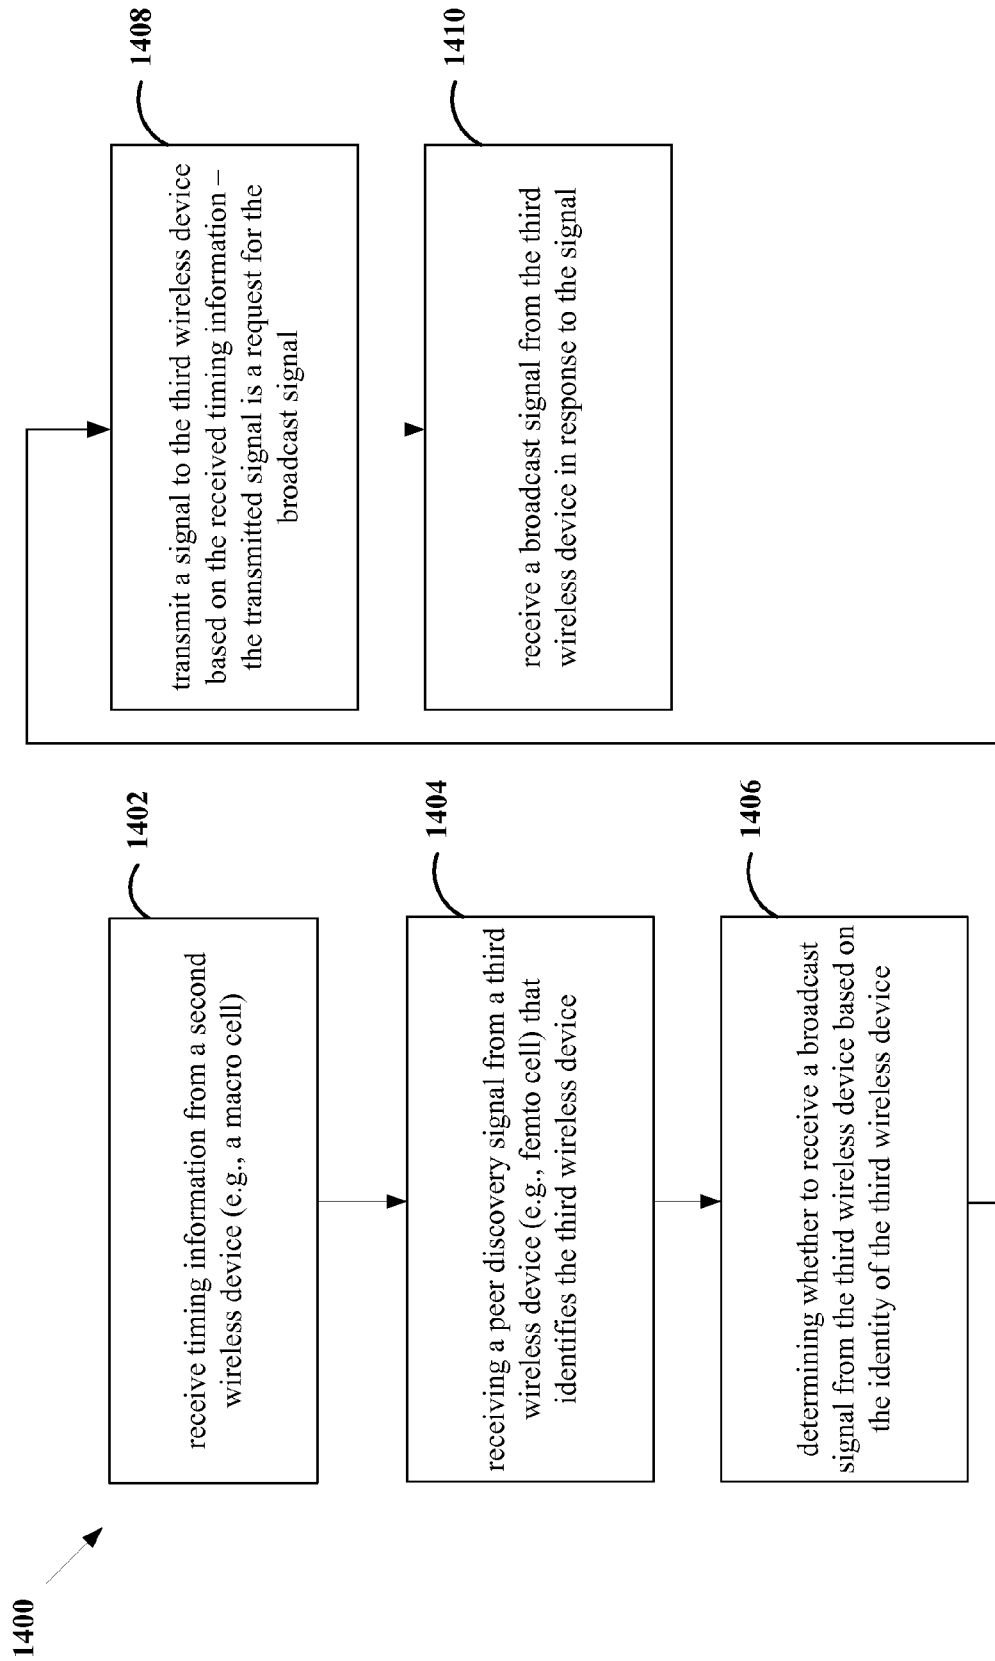 1400
1402
receive timing information from a second
wireless device (e.g., a macro cell)
1404
receiving a peer discovery signal from a third
wireless device (e.g., femto cell) that
identifies the third wireless device
1406
determining whether to receive a broadcast
signal from the third wireless device based on
the identity of the third wireless device
1408
transmit a signal to the third wireless device
based on the received timing information –
the transmitted signal is a request for the
broadcast signal
1410
receive a broadcast signal from the third
wireless device in response to the signal